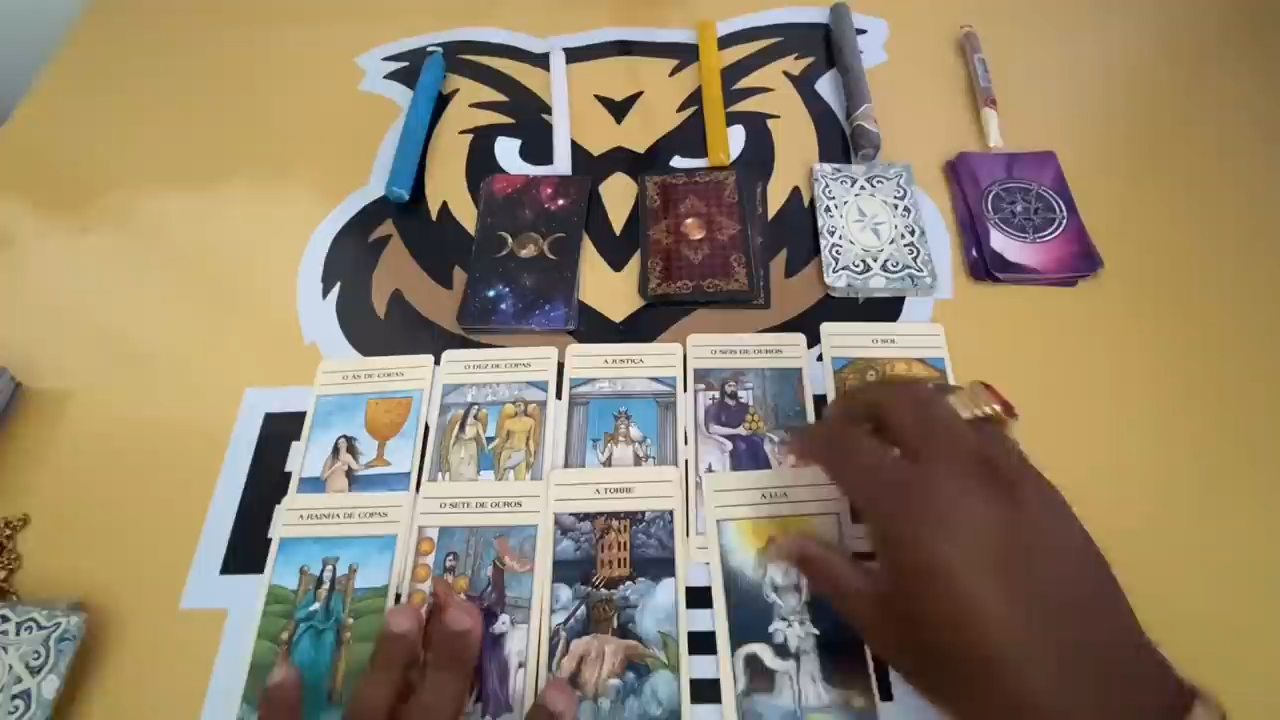 O ÁS DE COPAS
O DEZ DE COPAS
A JUSTIÇA
O SEIS DE OUROS
O SOL
A RAINHA DE COPAS
O SETE DE OUROS
A TORRE
A LUA